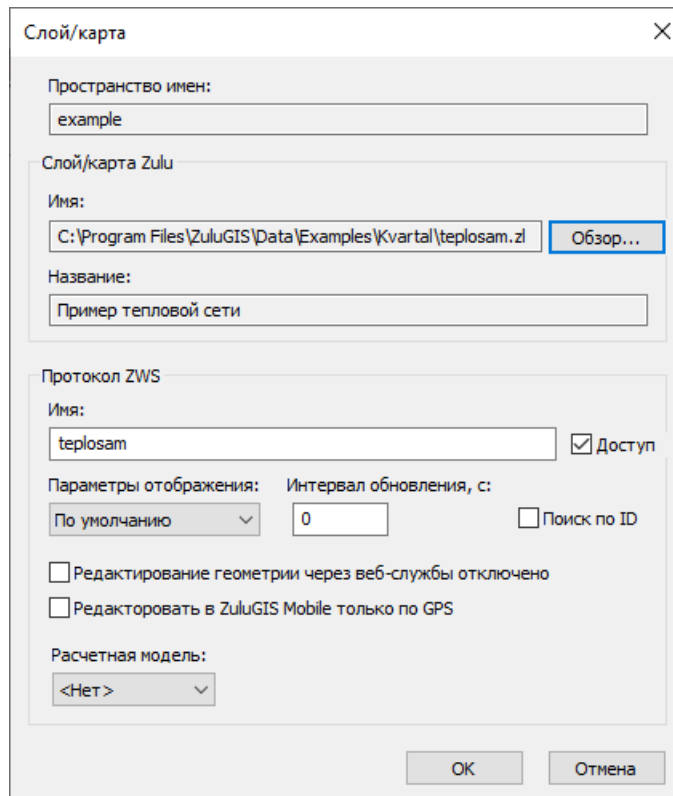 Слой/карта
Пространство имен:
example
Слой/карта Zulu
Имя:
C:\Program Files\ZuluGIS\Data\Examples\Kvartal\teplosam.zl Обзор...
Название:
Пример тепловой сети
Протокол ZWS
Имя:
teplosam Доступ
Параметры отображения: Интервал обновления, с:
По умолчанию 0 Поиск по ID
Редактирование геометрии через веб-службы отключено
Редакторовать в ZuluGIS Mobile только по GPS
Расчетная модель:
<Нет>
OK Отмена